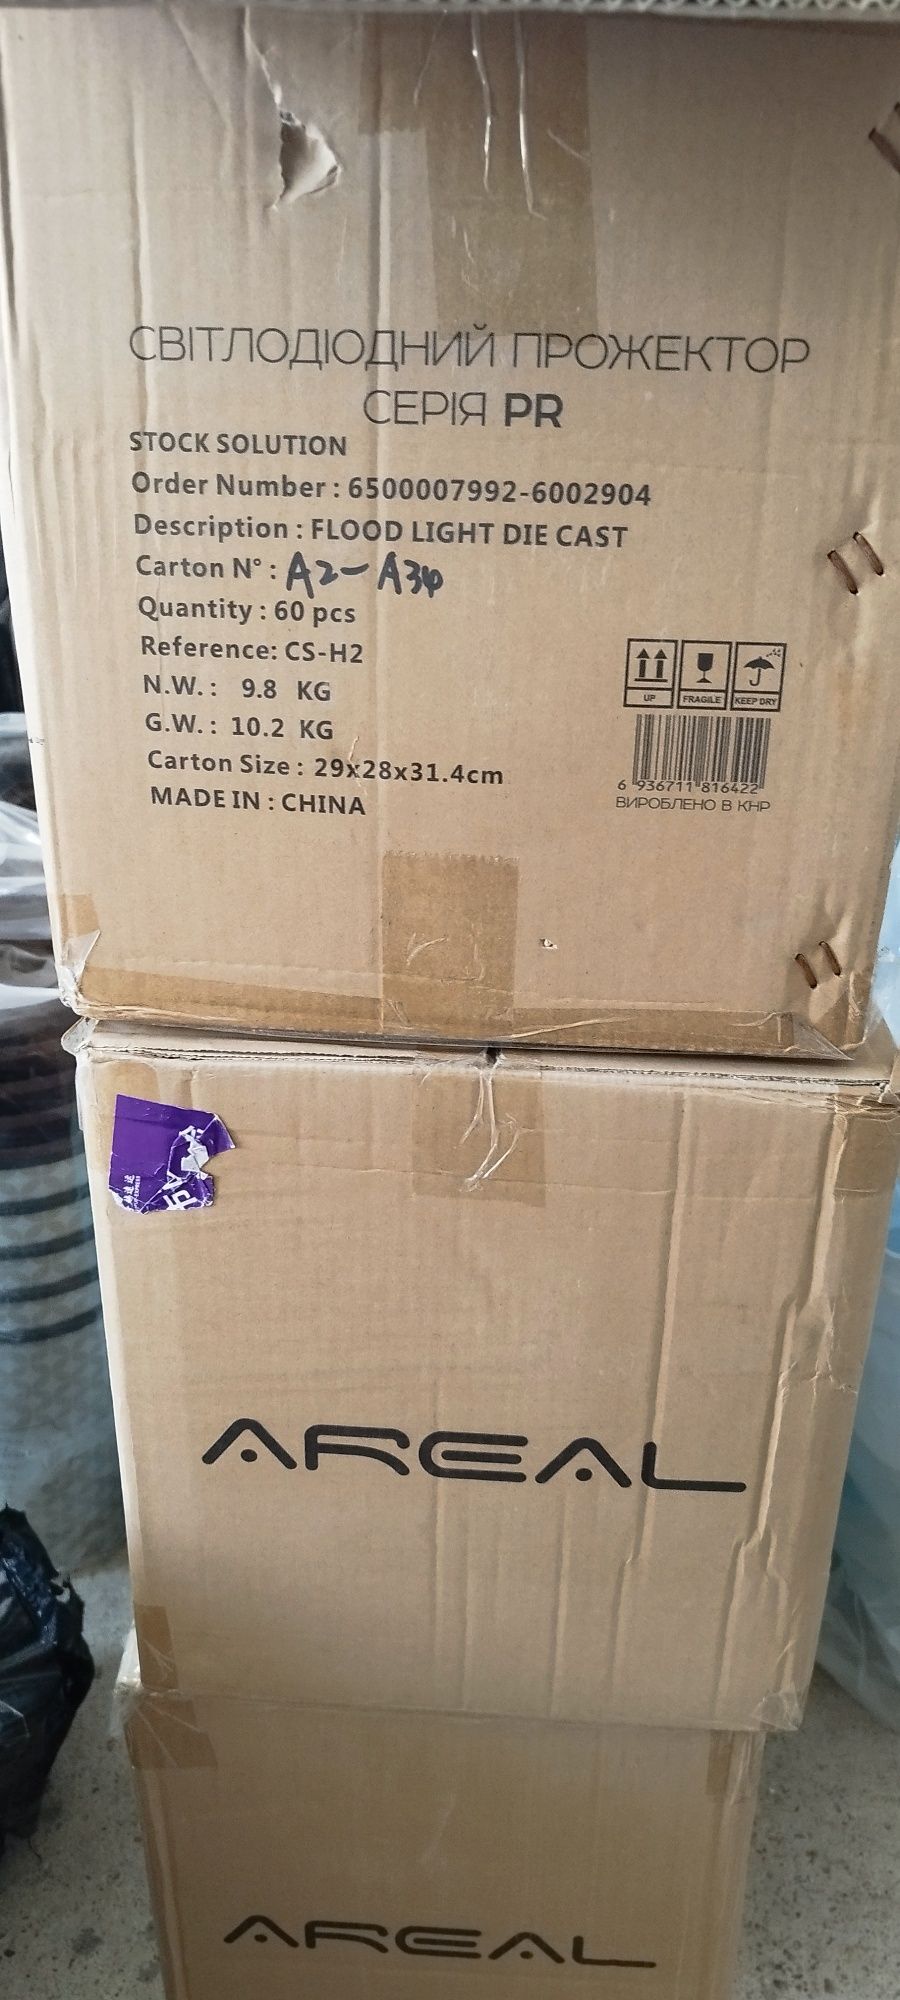 СВІТЛОДІОДНИЙ ПРОЖЕКТОР
СЕРІЯ PR
STOCK SOLUTION
Order Number : 6500007992-6002904
Description : FLOOD LIGHT DIE CAST
Carton N° : A2-A34
Quantity : 60 pcs
Reference: CS-H2
N.W. : 9.8 KG
G.W. : 10.2 KG
Carton Size : 29x28x31.4cm
MADE IN : CHINA
UP FRAGILE KEEP DRY
6 936711 816422
ВИРОБЛЕНО В КНР
AREAL
AREAL